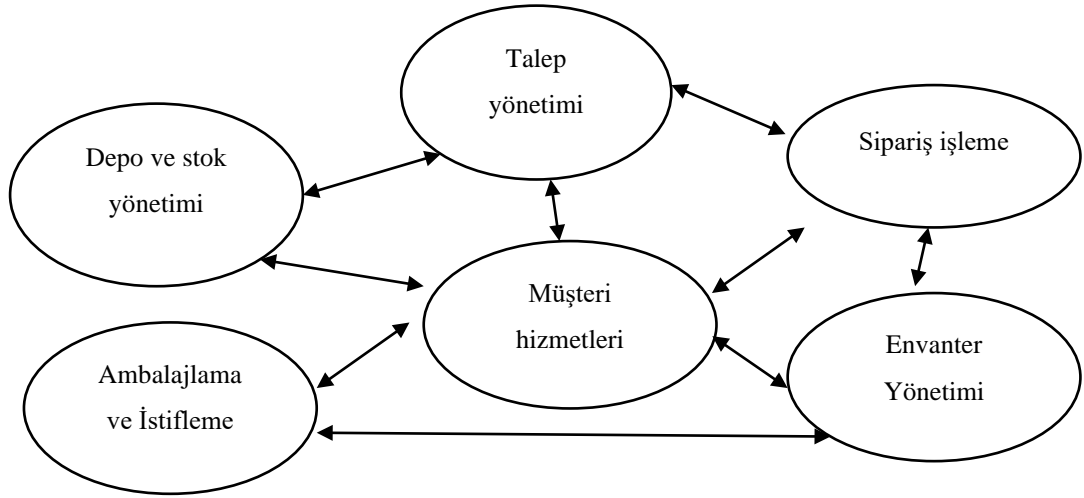 Talep
yönetimi
Sipariş işleme
Depo ve stok
yönetimi
Müşteri
hizmetleri
Envanter
Yönetimi
Ambalajlama
ve İstifleme